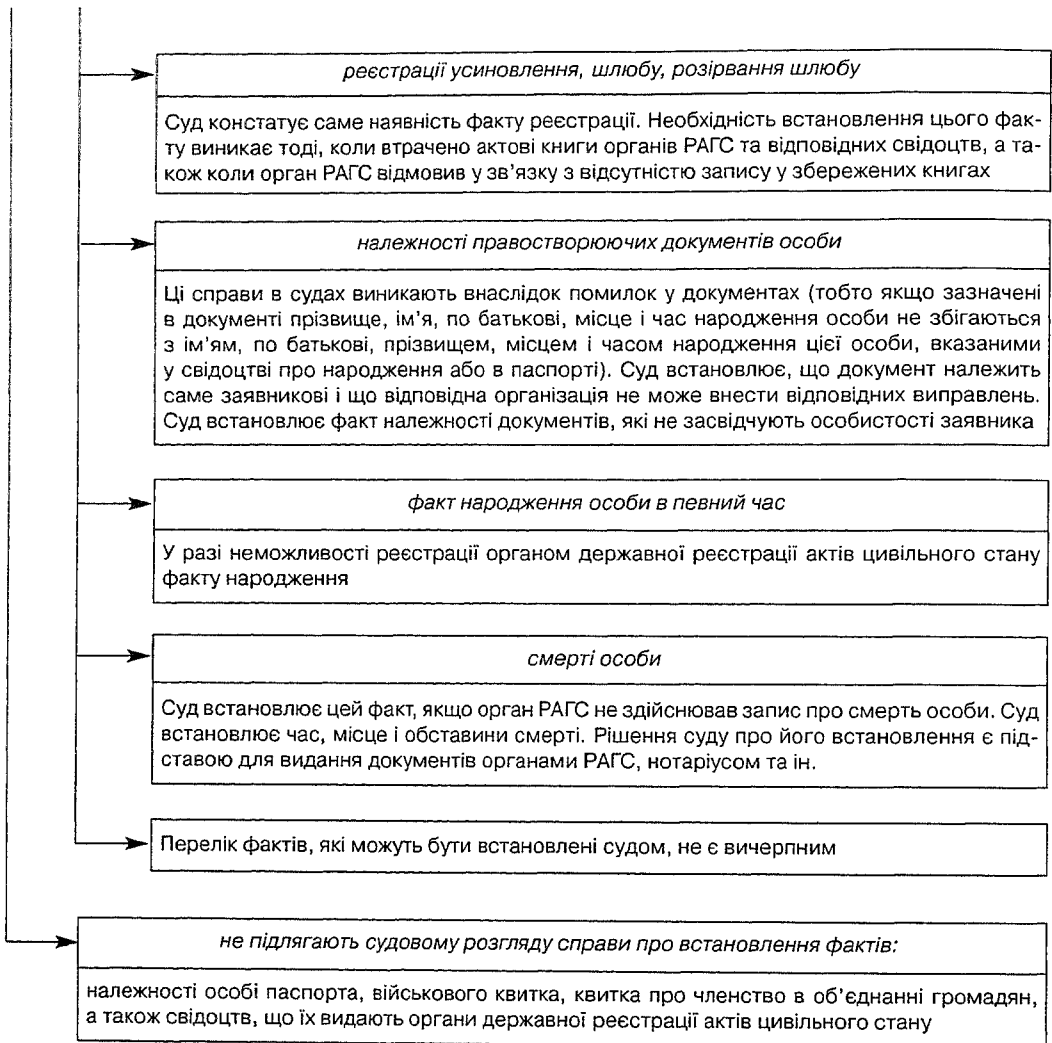 реєстрації усиновлення, шлюбу, розірвання шлюбу
Суд констатує саме наявність факту реєстрації. Необхідність встановлення цього фак-
ту виникає тоді, коли втрачено актові книги органів РАГС та відповідних свідоцтв, а та-
кож коли орган РАГС відмовив у зв’язку з відсутністю запису у збережених книгах
належності правостворюючих документів особи
Ці справи в судах виникають внаслідок помилок у документах (тобто якщо зазначені
в документі прізвище, ім’я, по батькові, місце і час народження особи не збігаються
з ім’ям, по батькові, прізвищем, місцем і часом народження цієї особи, вказаними
у свідоцтві про народження або в паспорті). Суд встановлює, що документ належить
саме заявникові і що відповідна організація не може внести відповідних виправлень.
Суд встановлює факт належності документів, які не засвідчують особистості заявника
факт народження особи в певний час
У разі неможливості реєстрації органом державної реєстрації актів цивільного стану
факту народження
смерті особи
Суд встановлює цей факт, якщо орган РАГС не здійснював запис про смерть особи. Суд
встановлює час, місце і обставини смерті. Рішення суду про його встановлення є під-
ставою для видання документів органами РАГС, нотаріусом та ін.
Перелік фактів, які можуть бути встановлені судом, не є вичерпним
не підлягають судовому розгляду справи про встановлення фактів:
належності особі паспорта, військового квитка, квитка про членство в об’єднанні громадян,
а також свідоцтв, що їх видають органи державної реєстрації актів цивільного стану